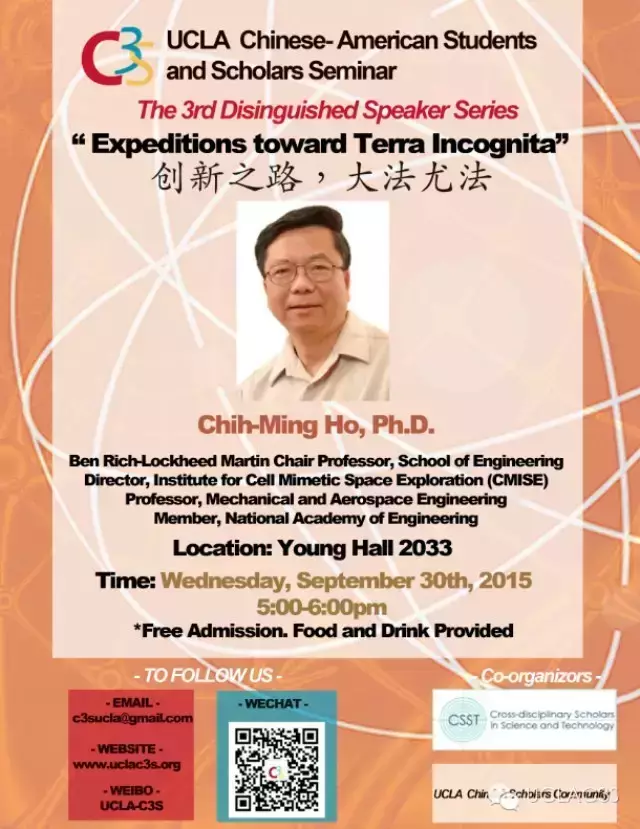 C3S UCLA Chinese- American Students
and Scholars Seminar
The 3rd Disinguished Speaker Series
“ Expeditions toward Terra Incognita”
创新之路，大法尤法
Chih-Ming Ho, Ph.D.
Ben Rich-Lockheed Martin Chair Professor, School of Engineering
Director, Institute for Cell Mimetic Space Exploration (CMISE)
Professor, Mechanical and Aerospace Engineering
Member, National Academy of Engineering
Location: Young Hall 2033
Time: Wednesday, September 30th, 2015
5:00-6:00pm
*Free Admission. Food and Drink Provided
- TO FOLLOW US -
- EMAIL -
c3sucla@gmail.com
- WEBSITE -
www.uclac3s.org
- WEIBO -
UCLA-C3S
- WECHAT -
- Co-organizors -
CSST
Cross-disciplinary Scholars
in Science and Technology
UCLA Chinese Scholars Community